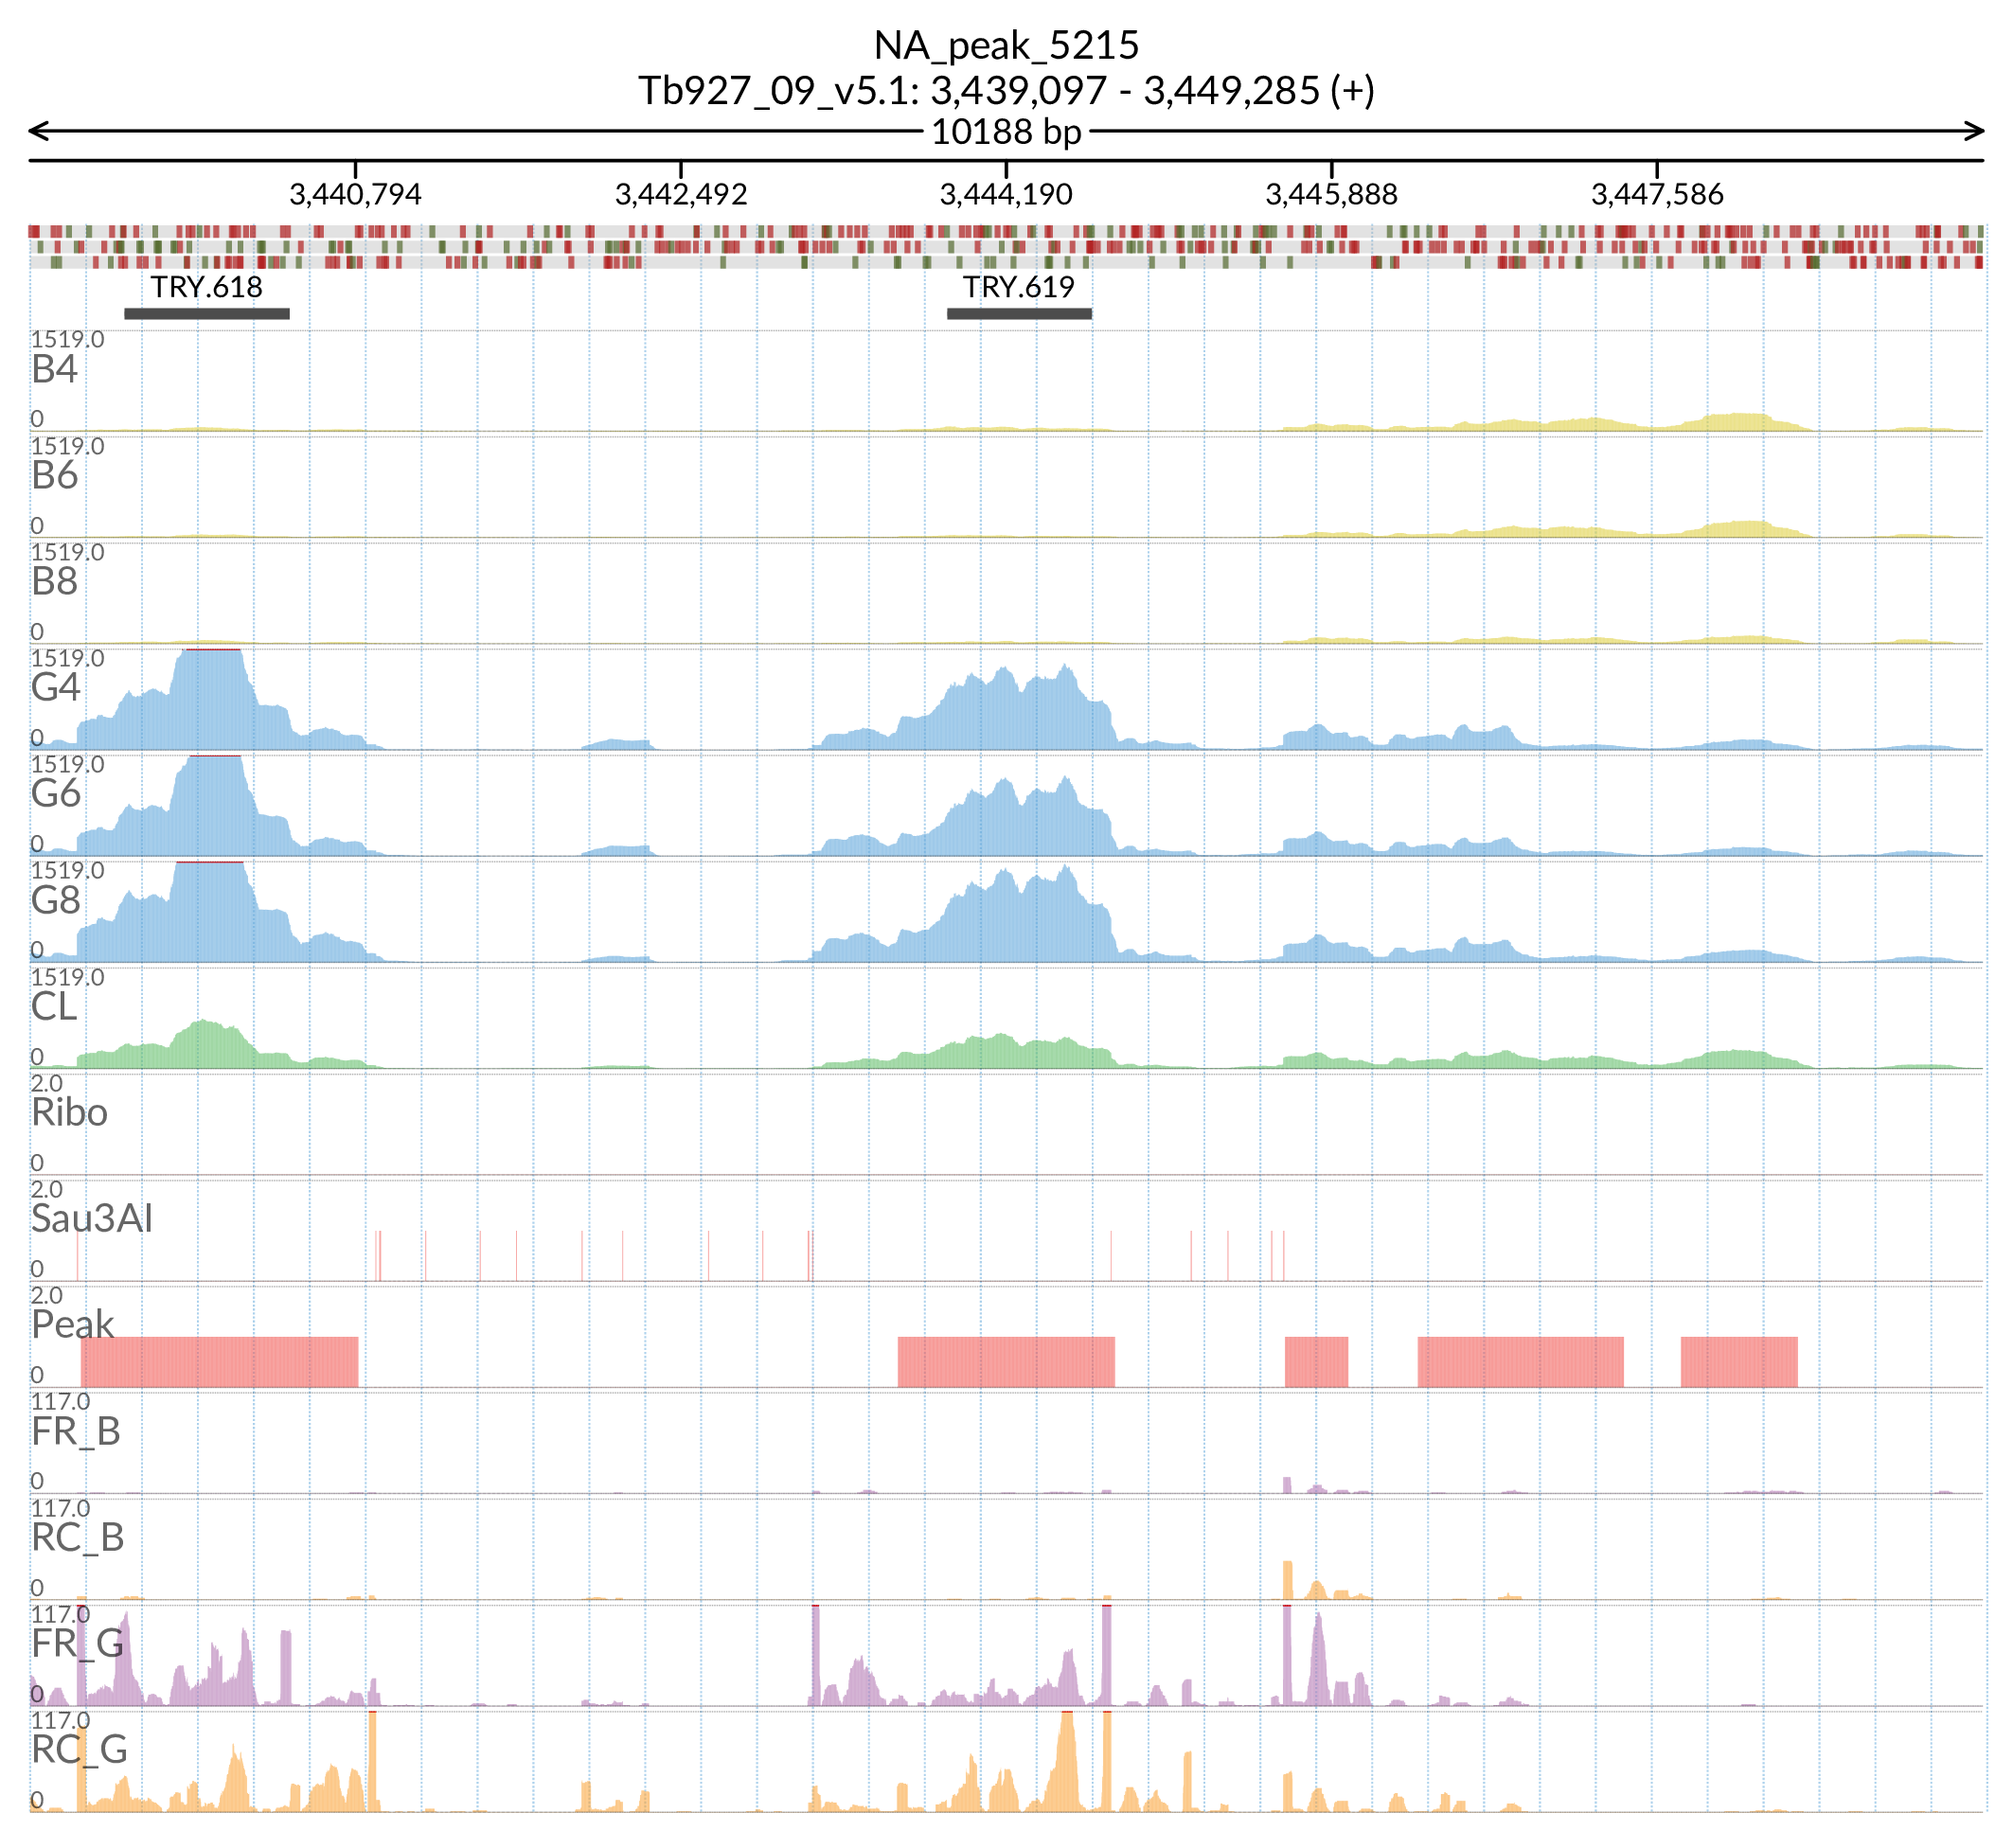 NA_peak_5215
Tb927_09_v5.1: 3,439,097 - 3,449,285 (+)
10188 bp
3,440,794 3,442,492 3,444,190 3,445,888 3,447,586
TRY.618 TRY.619
1519.0
B4
0
1519.0
B6
0
1519.0
B8
0
1519.0
G4
0
1519.0
G6
0
1519.0
G8
0
1519.0
CL
0
2.0
Ribo
0
2.0
Sau3AI
0
2.0
Peak
0
117.0
FR_B
0
117.0
RC_B
0
117.0
FR_G
0
117.0
RC_G
0